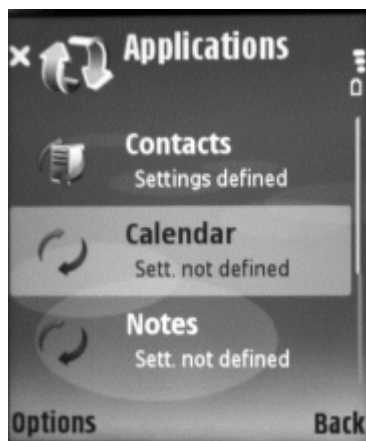 Applications
Contacts
Settings defined
Calendar
Sett. not defined
Notes
Sett. not defined
Options
Back